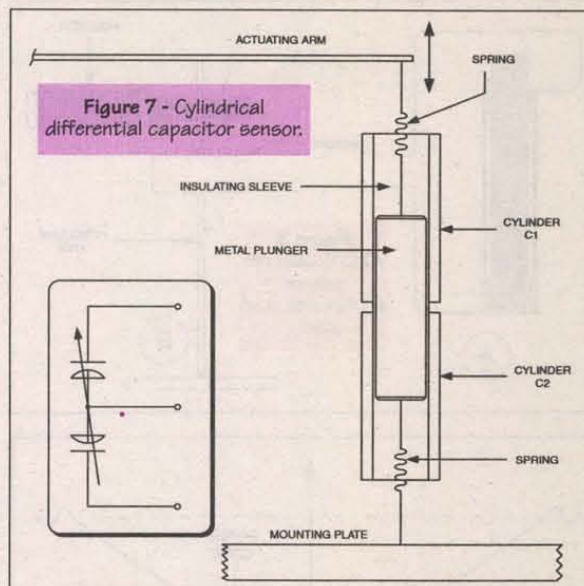 ACTUATING ARM
SPRING
Figure 7 - Cylindrical
differential capacitor sensor.
INSULATING SLEEVE
CYLINDER
C1
METAL PLUNGER
CYLINDER
C2
SPRING
MOUNTING PLATE